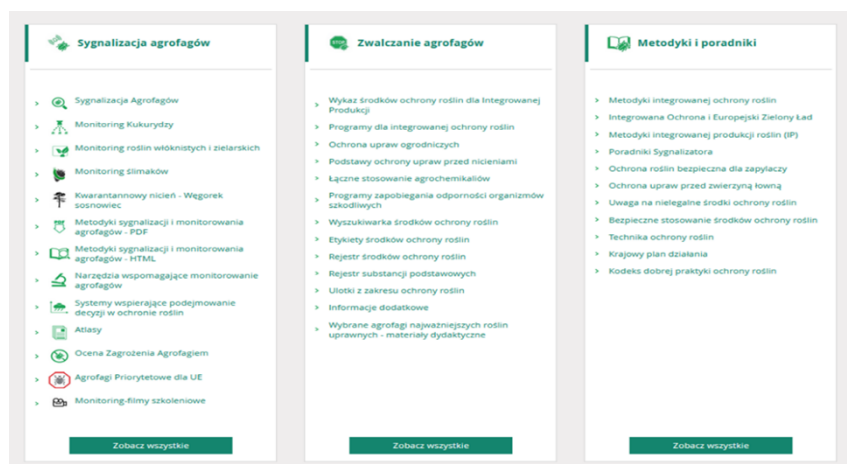 Sygnalizacja agrofagów
Sygnalizacja Agrofagów
Monitoring Kukurydzy
Monitoring roślin włóknistych i zielarskich
Monitoring ślimaków
Kwarantannowy nicień - Węgorek
sosnowiec
Metodyki sygnalizacji i monitorowania
agrofagów - PDF
Metodyki sygnalizacji i monitorowania
agrofagów - HTML
Narzędzia wspomagające monitorowanie
agrofagów
Systemy wspierające podejmowanie
decyzji w ochronie roślin
Atlasy
Ocena Zagrożenia Agrofagiem
Agrofagi Priorytetowe dla UE
Monitoring-filmy szkoleniowe
Zobacz wszystkie
Zwalczanie agrofagów
Wykaz środków ochrony roślin dla Integrowanej
Produkcji
Programy dla integrowanej ochrony roślin
Ochrona upraw ogrodniczych
Podstawy ochrony upraw przed nicieniami
Łączne stosowanie agrochemikaliów
Programy zapobiegania odporności organizmów
szkodliwych
Wyszukiwarka środków ochrony roślin
Etykiety środków ochrony roślin
Rejestr środków ochrony roślin
Rejestr substancji podstawowych
Ulotki z zakresu ochrony roślin
Informacje dodatkowe
Wybrane agrofagi najważniejszych roślin
uprawnych - materiały dydaktyczne
Zobacz wszystkie
Metodyki i poradniki
Metodyki integrowanej ochrony roślin
Integrowana Ochrona i Europejski Zielony Ład
Metodyki integrowanej produkcji roślin (IP)
Poradniki Sygnalizatora
Ochrona roślin bezpieczna dla zapylaczy
Ochrona upraw przed zwierzyną łowną
Uwaga na nielegalne środki ochrony roślin
Bezpieczne stosowanie środków ochrony roślin
Technika ochrony roślin
Krajowy plan działania
Kodeks dobrej praktyki ochrony roślin
Zobacz wszystkie